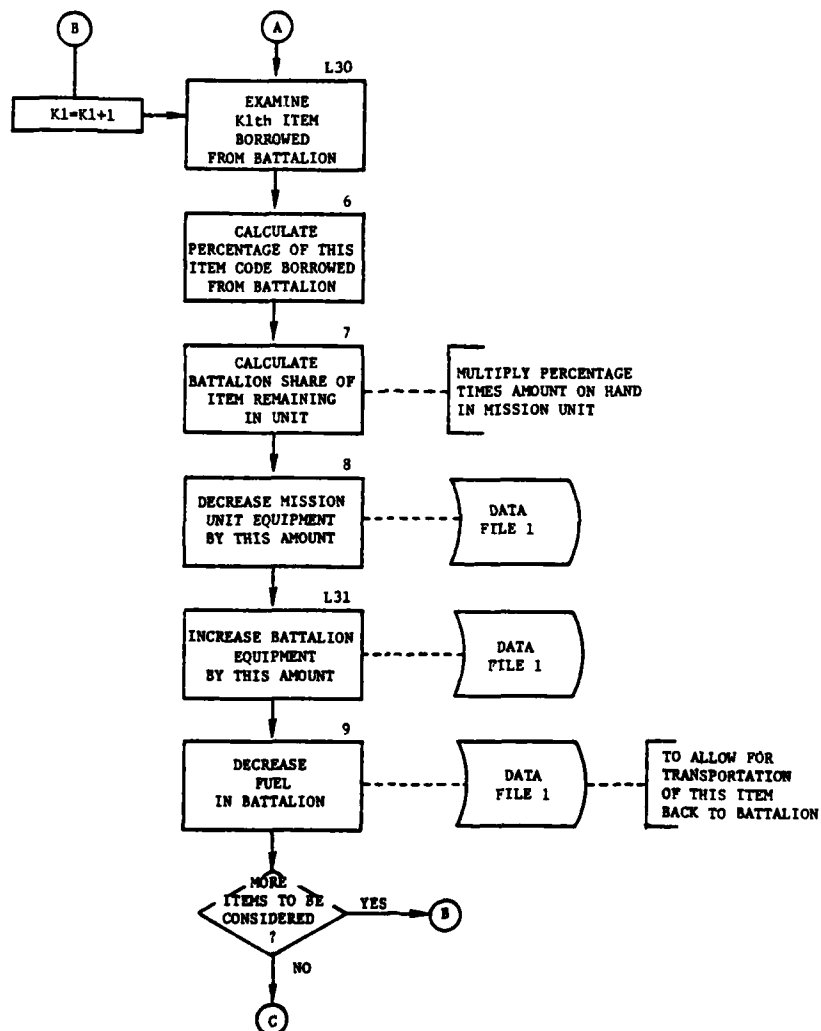 B
A
L30
K1=K1+1
EXAMINE
K1th ITEM
BORROWED
FROM BATTALION
6
CALCULATE
PERCENTAGE OF THIS
ITEM CODE BORROWED
FROM BATTALION
7
CALCULATE
BATTALION SHARE OF
ITEM REMAINING
IN UNIT
MULTIPLY PERCENTAGE
TIMES AMOUNT ON HAND
IN MISSION UNIT
8
DECREASE MISSION
UNIT EQUIPMENT
BY THIS AMOUNT
DATA
FILE 1
L31
INCREASE BATTALION
EQUIPMENT
BY THIS AMOUNT
DATA
FILE 1
9
DECREASE
FUEL
IN BATTALION
DATA
FILE 1
TO ALLOW FOR
TRANSPORTATION
OF THIS ITEM
BACK TO BATTALION
MORE
ITEMS TO BE
CONSIDERED
?
YES
B
NO
C